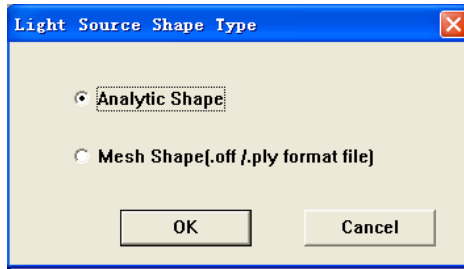 Light Source Shape Type
Analytic Shape
Mesh Shape(.off /.ply format file)
OK
Cancel